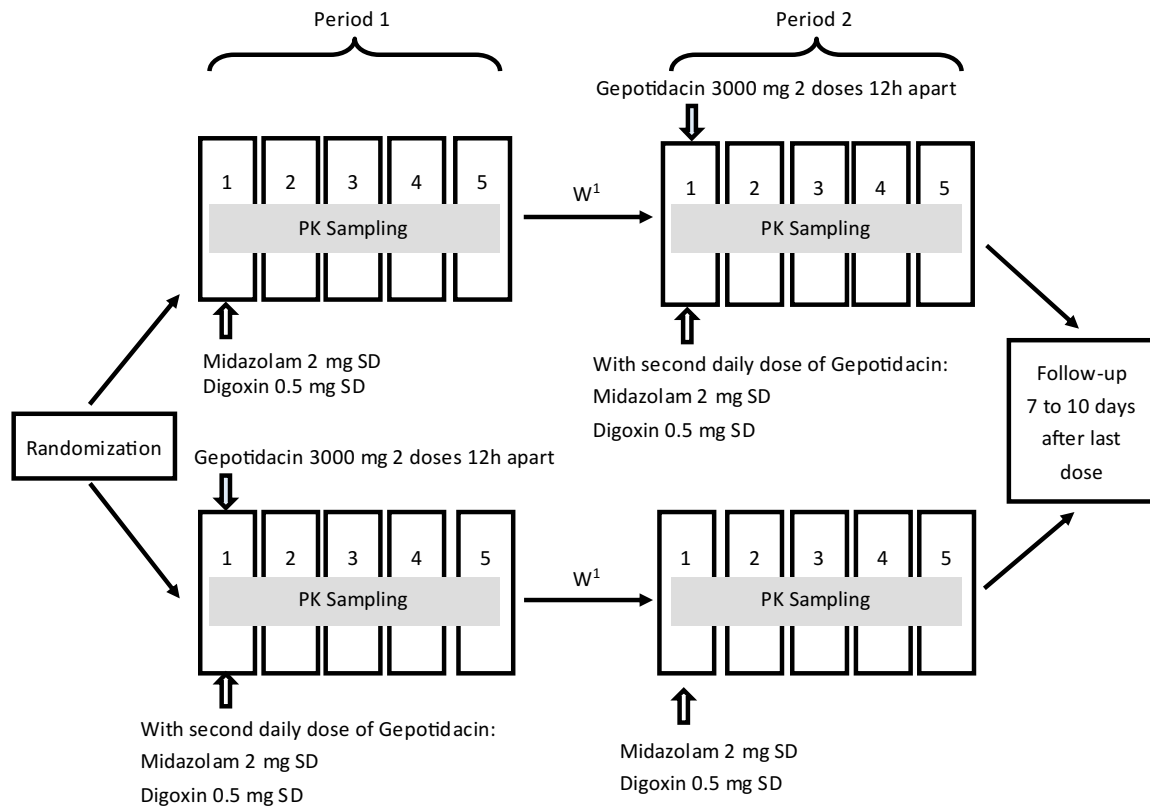 Period 1
Period 2
Gepotidacin 3000 mg 2 doses 12h apart
1 2 3 4 5
PK Sampling
W¹
1 2 3 4 5
PK Sampling
Midazolam 2 mg SD
Digoxin 0.5 mg SD
With second daily dose of Gepotidacin:
Midazolam 2 mg SD
Digoxin 0.5 mg SD
Randomization
Follow-up
7 to 10 days
after last
dose
Gepotidacin 3000 mg 2 doses 12h apart
1 2 3 4 5
PK Sampling
W¹
1 2 3 4 5
PK Sampling
With second daily dose of Gepotidacin:
Midazolam 2 mg SD
Digoxin 0.5 mg SD
Midazolam 2 mg SD
Digoxin 0.5 mg SD